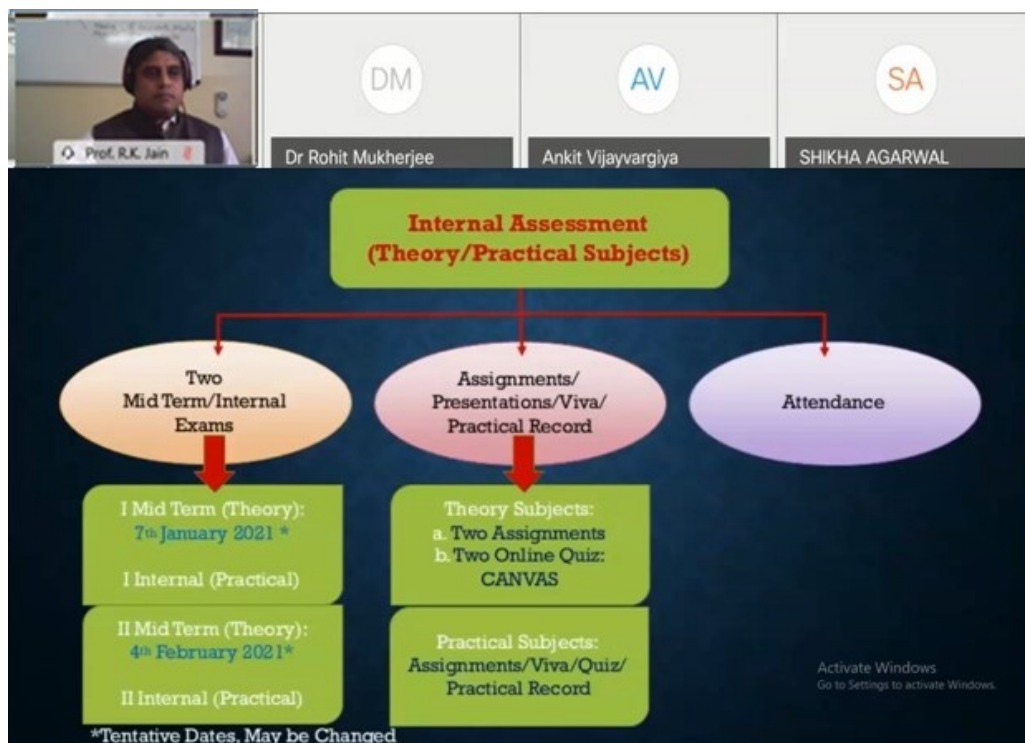 Prof. R.K. Jain
DM
Dr Rohit Mukherjee
AV
Ankit Vijayvargiya
SA
SHIKHA AGARWAL
Internal Assessment
(Theory/Practical Subjects)
Two
Mid Term/Internal
Exams
Assignments/
Presentations/Viva/
Practical Record
Attendance
I Mid Term (Theory):
7th January 2021 *
I Internal (Practical)
II Mid Term (Theory):
4th February 2021*
II Internal (Practical)
Theory Subjects:
a. Two Assignments
b. Two Online Quiz:
CANVAS
Practical Subjects:
Assignments/Viva/Quiz/
Practical Record
*Tentative Dates, May be Changed
Activate Windows
Go to Settings to activate Windows.